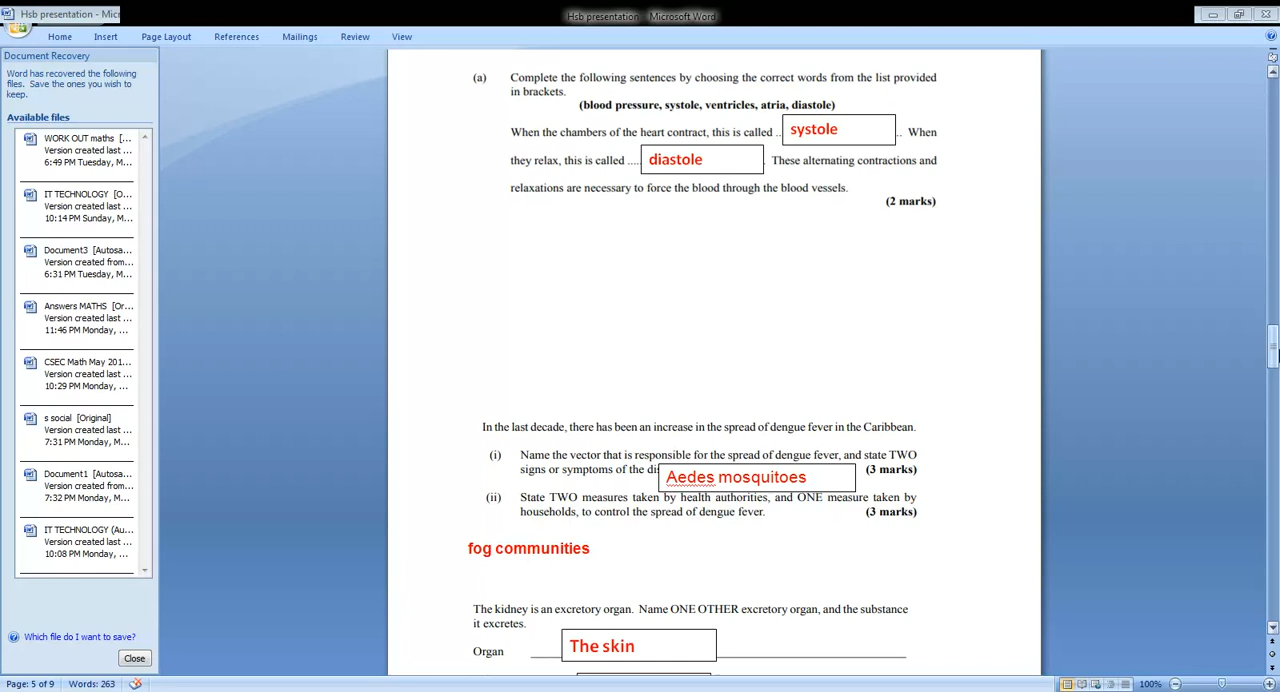 Hsb presentation - Micr
Hsb presentation - Microsoft Word
Home Insert Page Layout References Mailings Review View
Document Recovery
Word has recovered the following
files. Save the ones you wish to
keep.
Available files
WORK OUT maths [...
Version created last ...
6:49 PM Tuesday, M...
IT TECHNOLOGY [O...
Version created last ...
10:14 PM Sunday, M...
Document3 [Autosa...
Version created from...
6:31 PM Tuesday, M...
Answers MATHS [Or...
Version created last ...
11:46 PM Monday, ...
CSEC Math May 201...
Version created last ...
10:29 PM Monday, ...
s social [Original]
Version created last ...
7:31 PM Monday, M...
Document1 [Autosa...
Version created last ...
7:32 PM Monday, M...
IT TECHNOLOGY (Au...
Version created last ...
10:08 PM Monday, ...
Which file do I want to save?
Close
(a) Complete the following sentences by choosing the correct words from the list provided
in brackets.
(blood pressure, systole, ventricles, atria, diastole)
When the chambers of the heart contract, this is called .. systole .. When
they relax, this is called .... diastole . These alternating contractions and
relaxations are necessary to force the blood through the blood vessels.
(2 marks)
In the last decade, there has been an increase in the spread of dengue fever in the Caribbean.
(i) Name the vector that is responsible for the spread of dengue fever, and state TWO
signs or symptoms of the di (3 marks)
Aedes mosquitoes
(ii) State TWO measures taken by health authorities, and ONE measure taken by
households, to control the spread of dengue fever. (3 marks)
fog communities
The kidney is an excretory organ. Name ONE OTHER excretory organ, and the substance
it excretes.
Organ The skin
Page: 5 of 9 Words: 263 100%